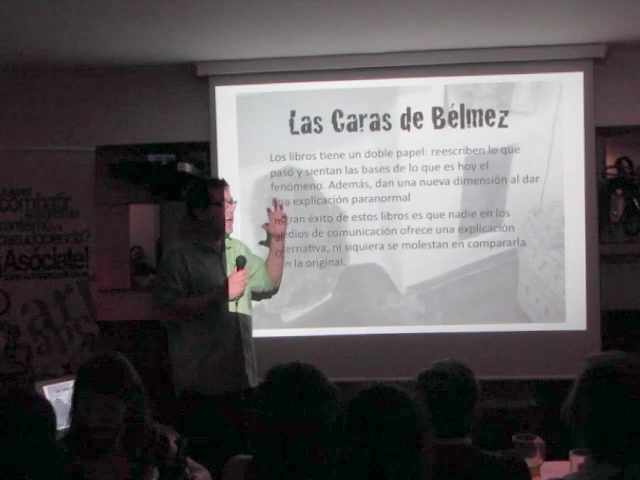 Las Caras de Bélmez
Los libros tiene un doble papel: reescriben lo que
pasó y sientan las bases de lo que es hoy el
fenómeno. Además, dan una nueva dimensión al dar
explicación paranormal
éxito de estos libros es que nadie en los
medios de comunicación ofrece una explicación
alternativa, ni siquiera se molestan en compararla
la original.
combatir
¡Asóciate!